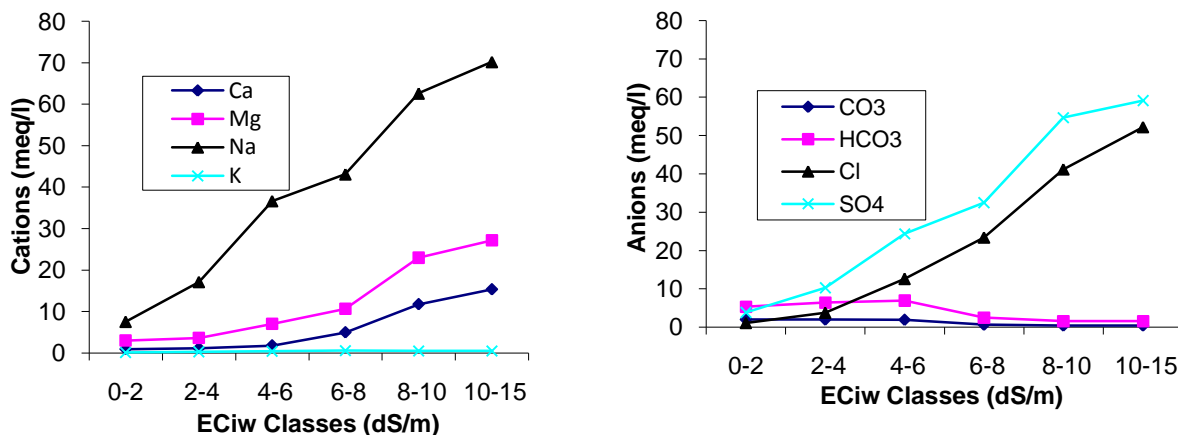 80
70
60
50
40
30
20
10
0
Cations (meq/l)
Ca
Mg
Na
K
0-2 2-4 4-6 6-8 8-10 10-15
ECiw Classes (dS/m)
80
70
60
50
40
30
20
10
0
Anions (meq/l)
CO3
HCO3
Cl
SO4
0-2 2-4 4-6 6-8 8-10 10-15
ECiw Classes (dS/m)